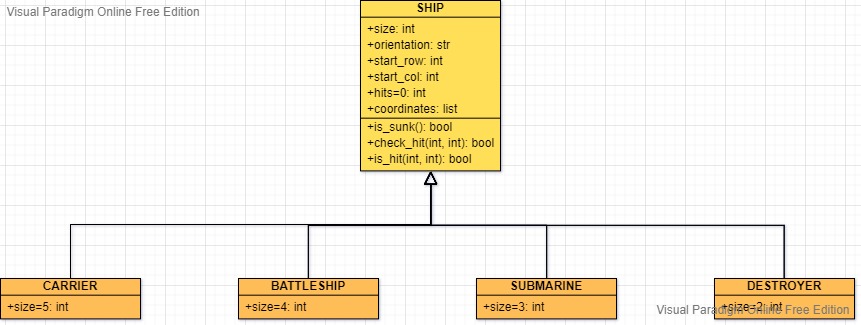 Visual Paradigm Online Free Edition
SHIP
+size: int
+orientation: str
+start_row: int
+start_col: int
+hits=0: int
+coordinates: list
+is_sunk(): bool
+check_hit(int, int): bool
+is_hit(int, int): bool
CARRIER
+size=5: int
BATTLESHIP
+size=4: int
SUBMARINE
+size=3: int
DESTROYER
+size=2: int
Visual Paradigm Online Free Edition